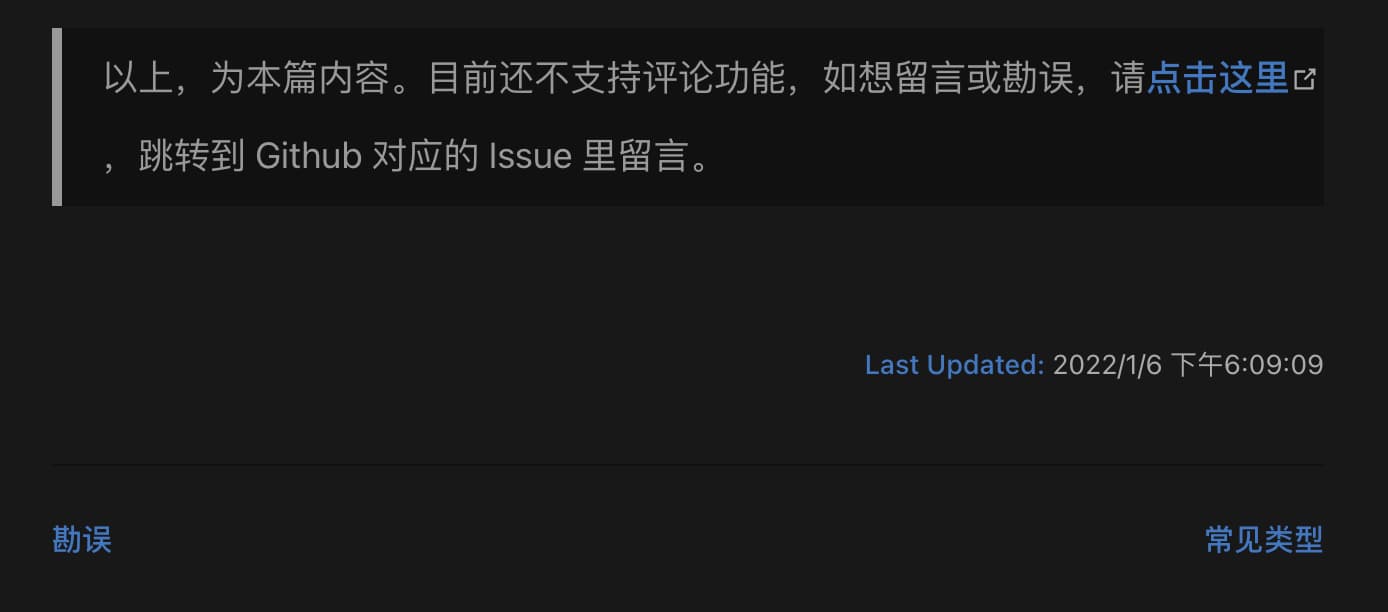 以上，为本篇内容。目前还不支持评论功能，如想留言或勘误，请点击这里
，跳转到 Github 对应的 Issue 里留言。
Last Updated: 2022/1/6 下午6:09:09
勘误
常见类型